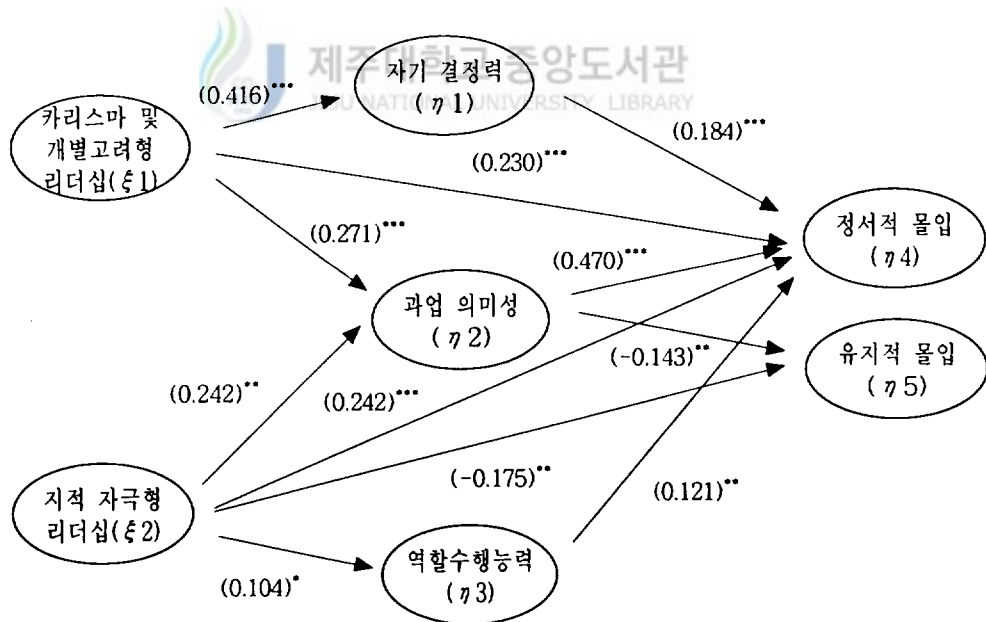 제주대학교 중앙도서관
JEJU NATIONAL UNIVERSITY LIBRARY
자기 결정력
(η1)
(0.416)***
카리스마 및
개별고려형
리더십(ξ1)
(0.184)***
(0.230)***
(0.271)***
정서적 몰입
(η4)
(0.470)***
과업 의미성
(η2)
유지적 몰입
(η5)
(-0.143)**
(0.242)**
(0.242)***
(-0.175)**
(0.121)**
지적 자극형
리더십(ξ2)
역할수행능력
(η3)
(0.104)*